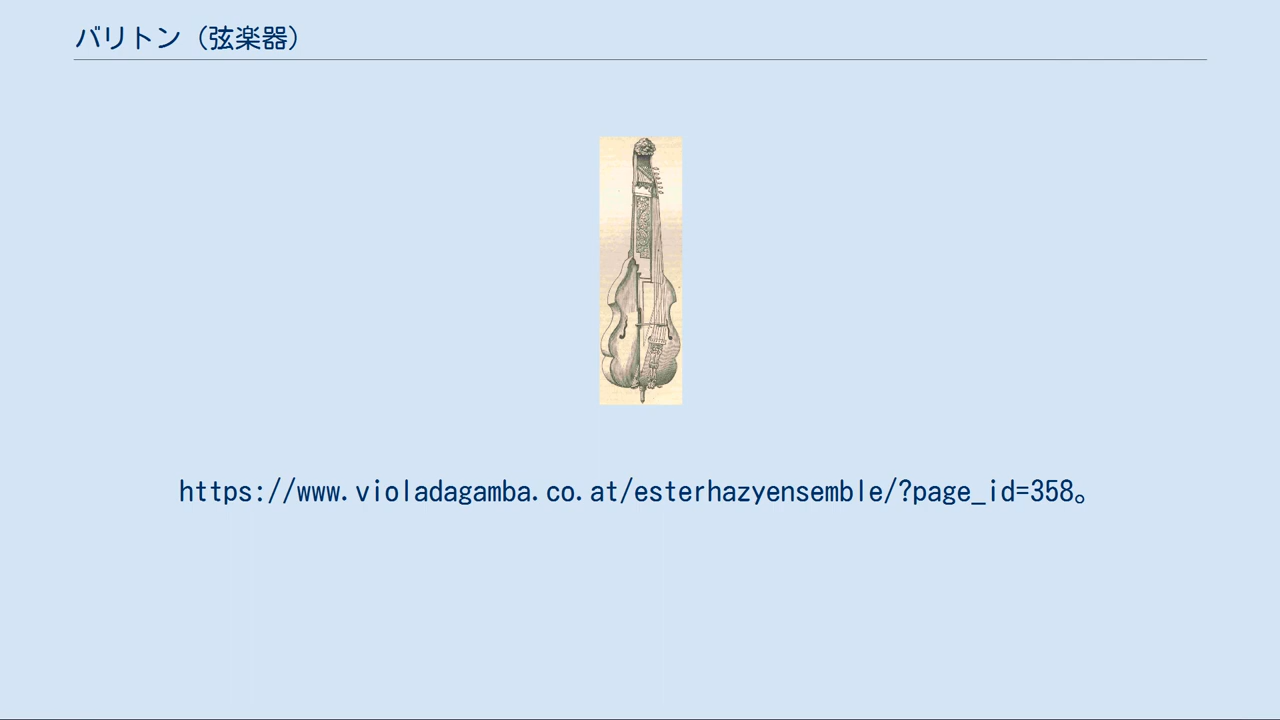 バリトン（弦楽器）
https://www.violadagamba.co.at/esterhazyensemble/?page_id=358。